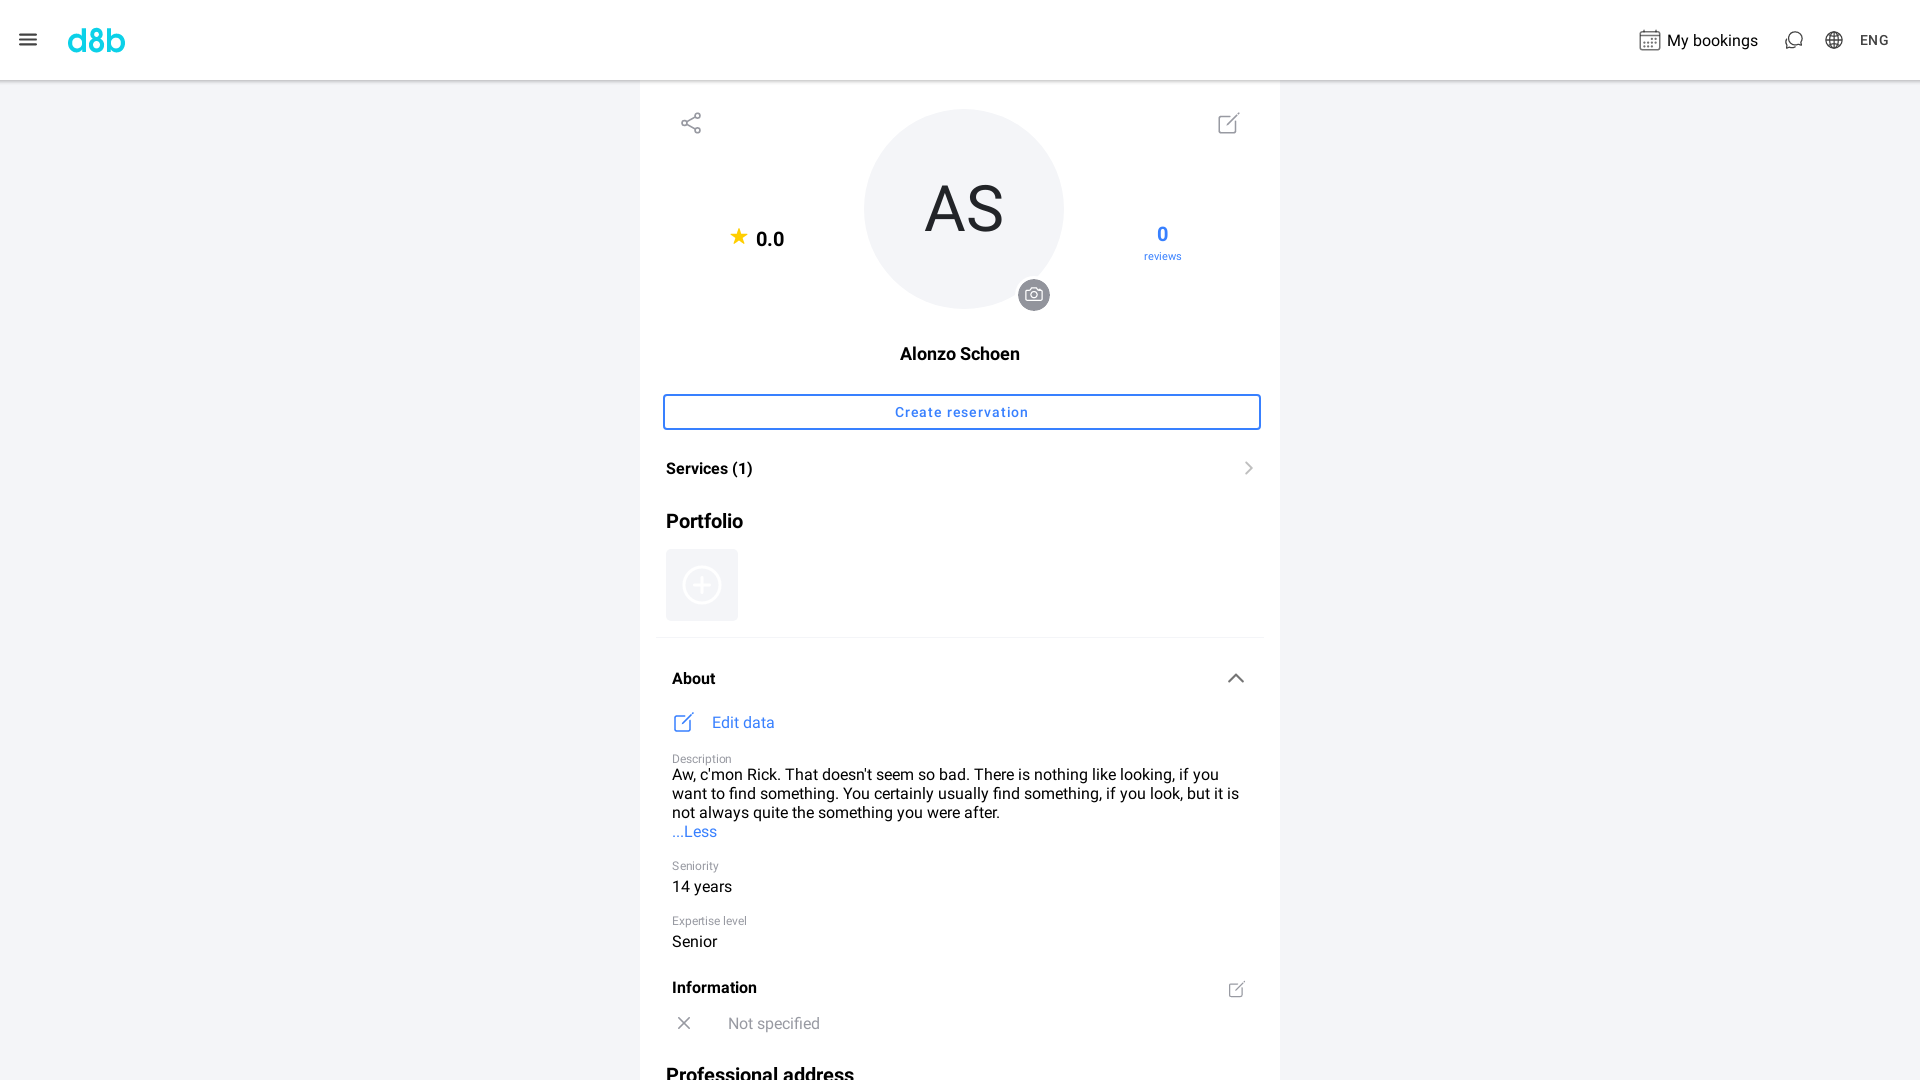 d8b
My bookings
ENG
AS
0.0
0
reviews
Alonzo Schoen
Create reservation
Services (1)
Portfolio
About
Edit data
Description
Aw, c'mon Rick. That doesn't seem so bad. There is nothing like looking, if you
want to find something. You certainly usually find something, if you look, but it is
not always quite the something you were after.
...Less
Seniority
14 years
Expertise level
Senior
Information
Not specified
Professional address